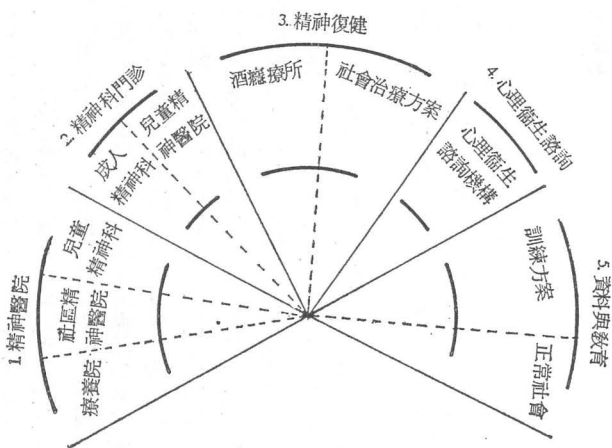 1. 精神醫院
療養院
社區精
神醫院
兒童
精神科
2. 精神科門診
成人
精神科
兒童精
神醫院
3. 精神復健
酒癮療所
社會治療方案
4. 心理衞生諮詢
心理衞生
諮詢機構
5. 資料與教育
訓練方案
正常社會